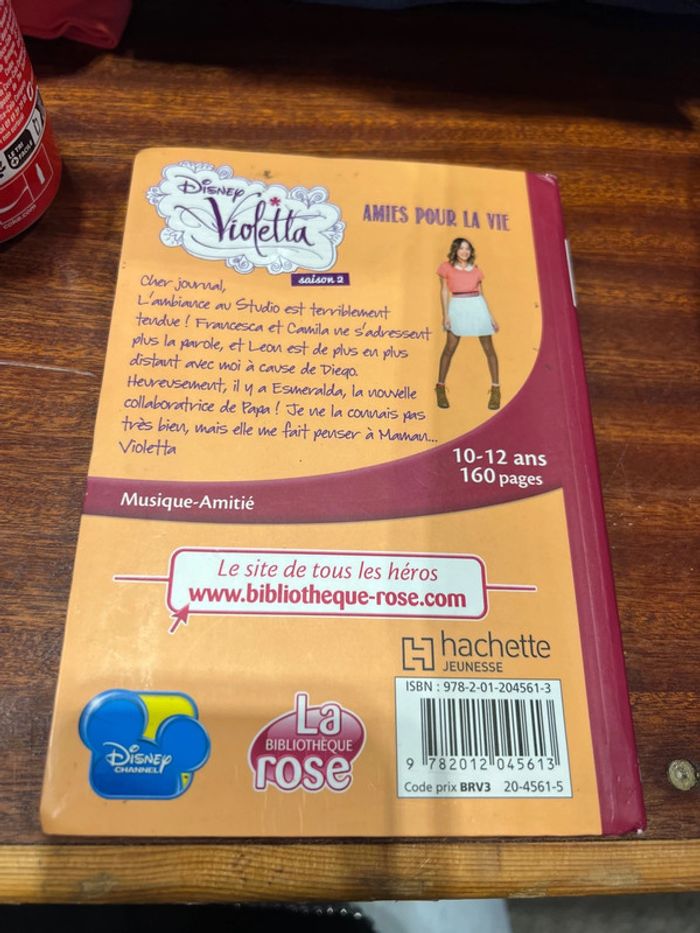 LE TRI
FACILE
Disney
Violetta
saison 2
AMIES POUR LA VIE
Cher journal,
L'ambiance au Studio est terriblement
tendue ! Francesca et Camila ne s'adressent
plus la parole, et Leon est de plus en plus
distant avec moi à cause de Diego.
Heureusement, il y a Esmeralda, la nouvelle
collaboratrice de Papa ! Je ne la connais pas
très bien, mais elle me fait penser à Maman...
Violetta
10-12 ans
160 pages
Musique-Amitié
Le site de tous les héros
www.bibliotheque-rose.com
hachette
JEUNESSE
ISBN : 978-2-01-204561-3
9 782012 045613
Code prix BRV3 20-4561-5
Disney
CHANNEL
La
BIBLIOTHÈQUE
rose